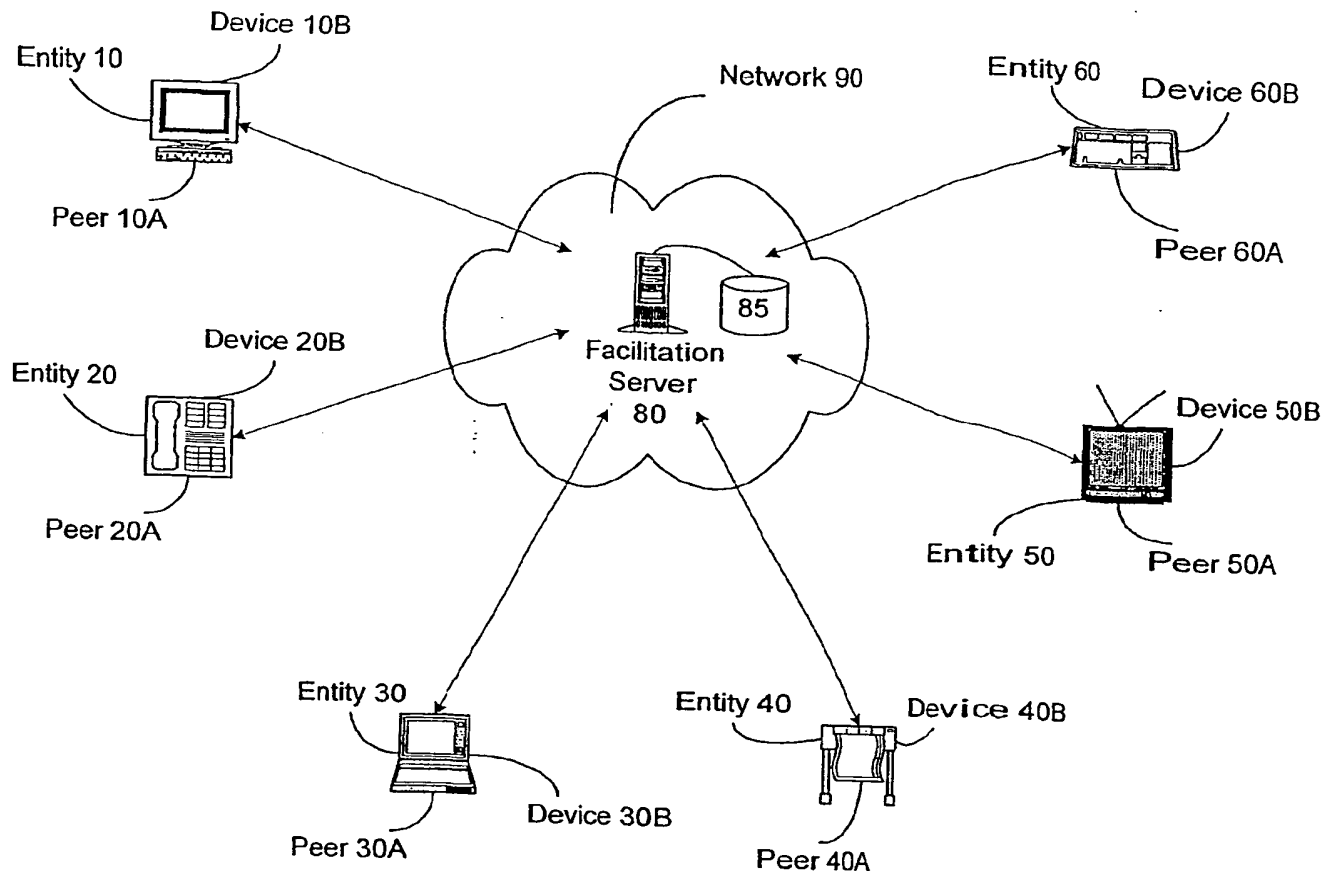 Device 10B
Entity 10
Peer 10A
Network 90
Entity 60
Device 60B
Peer 60A
85
Facilitation
Server
80
Device 20B
Entity 20
Peer 20A
Device 50B
Entity 50
Peer 50A
Entity 30
Device 30B
Peer 30A
Entity 40
Device 40B
Peer 40A